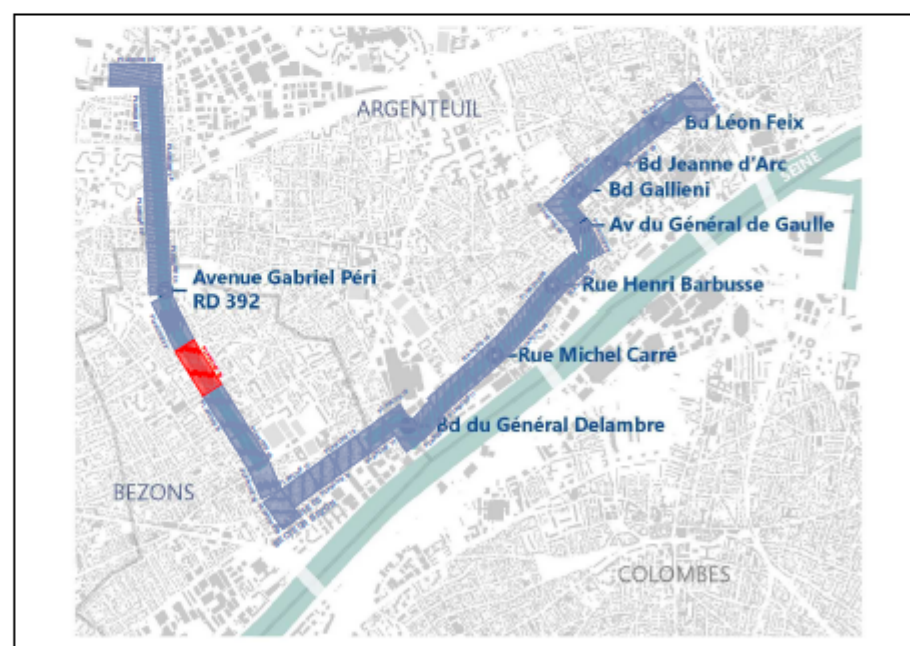 ARGENTEUIL
Bd Léon Feix
Bd Jeanne d'Arc
SEINE
Bd Gallieni
Av du Général de Gaulle
Avenue Gabriel Péri
RD 392
Rue Henri Barbusse
Rue Michel Carré
Bd du Général Delambre
BEZONS
COLOMBES